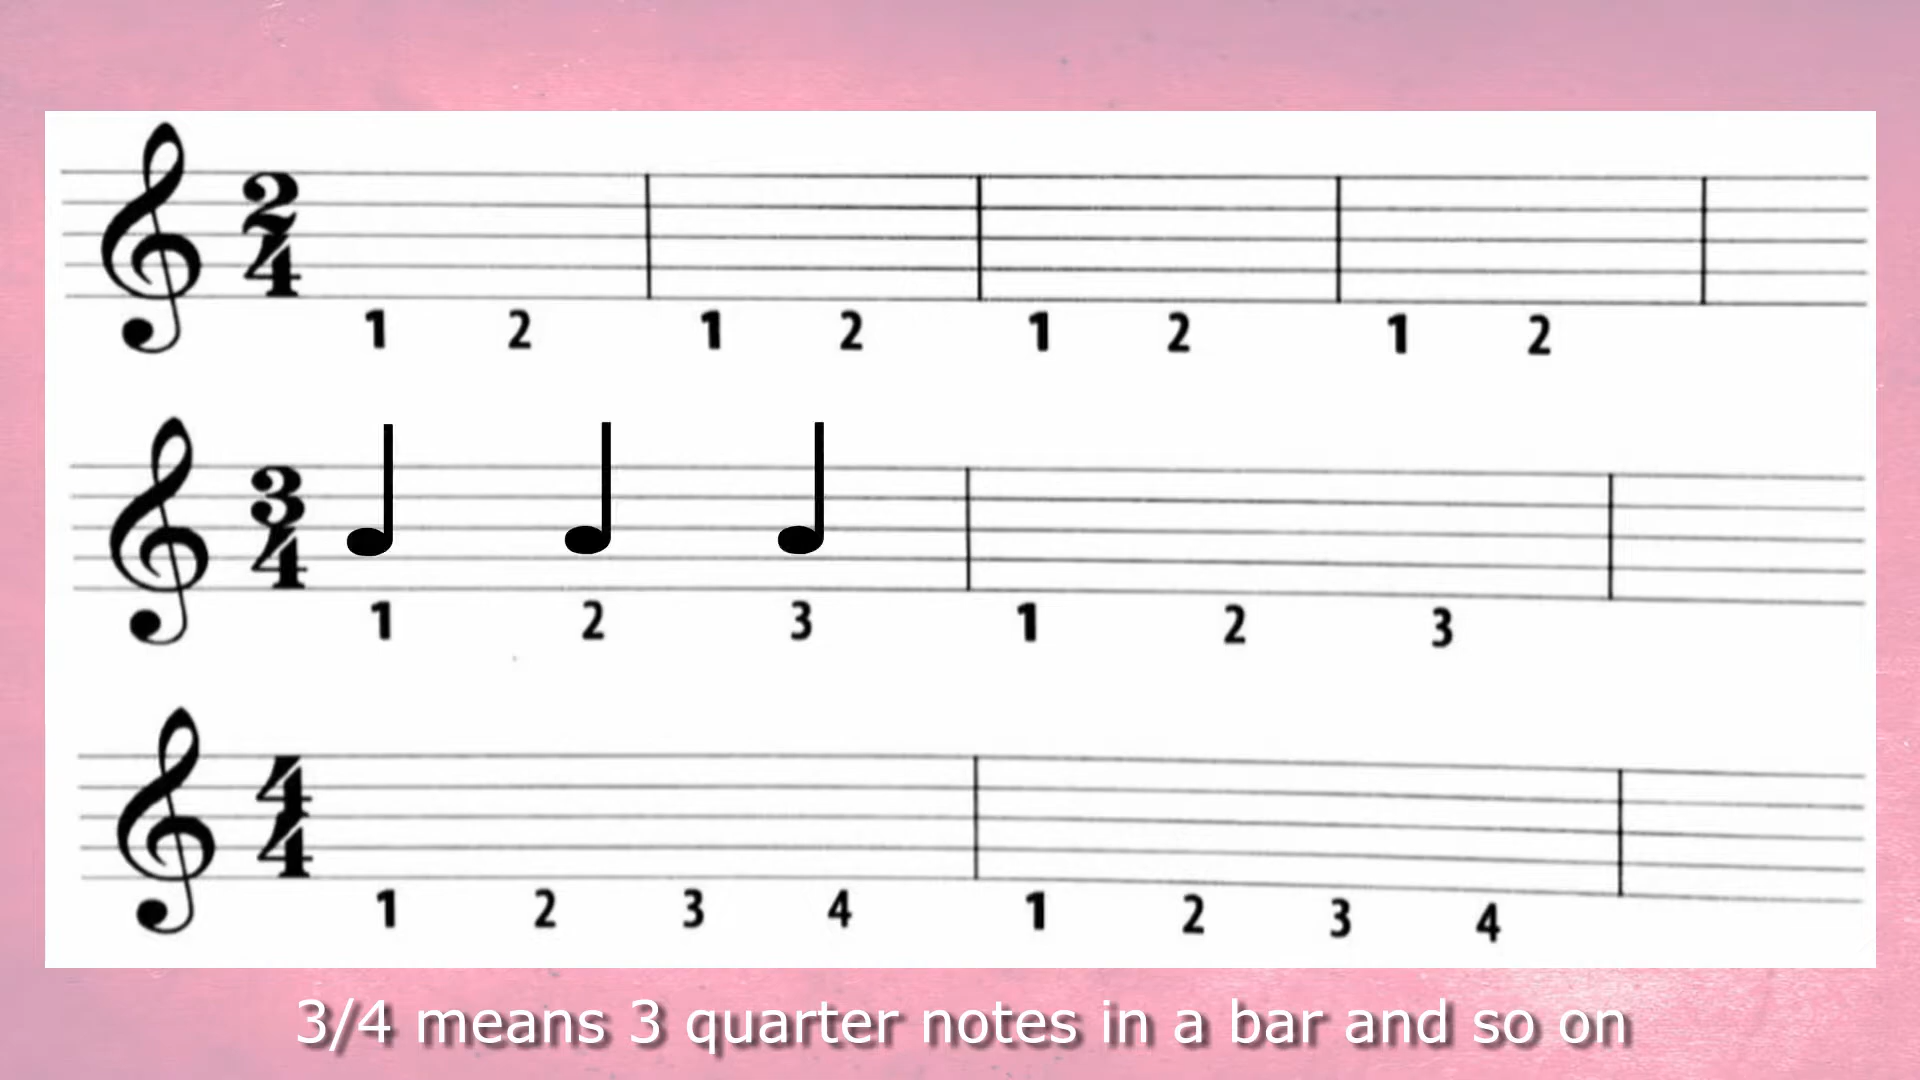 2
4
1 2 1 2 1 2 1 2
3
4
1 2 3 1 2 3
4
4
1 2 3 4 1 2 3 4
3/4 means 3 quarter notes in a bar and so on